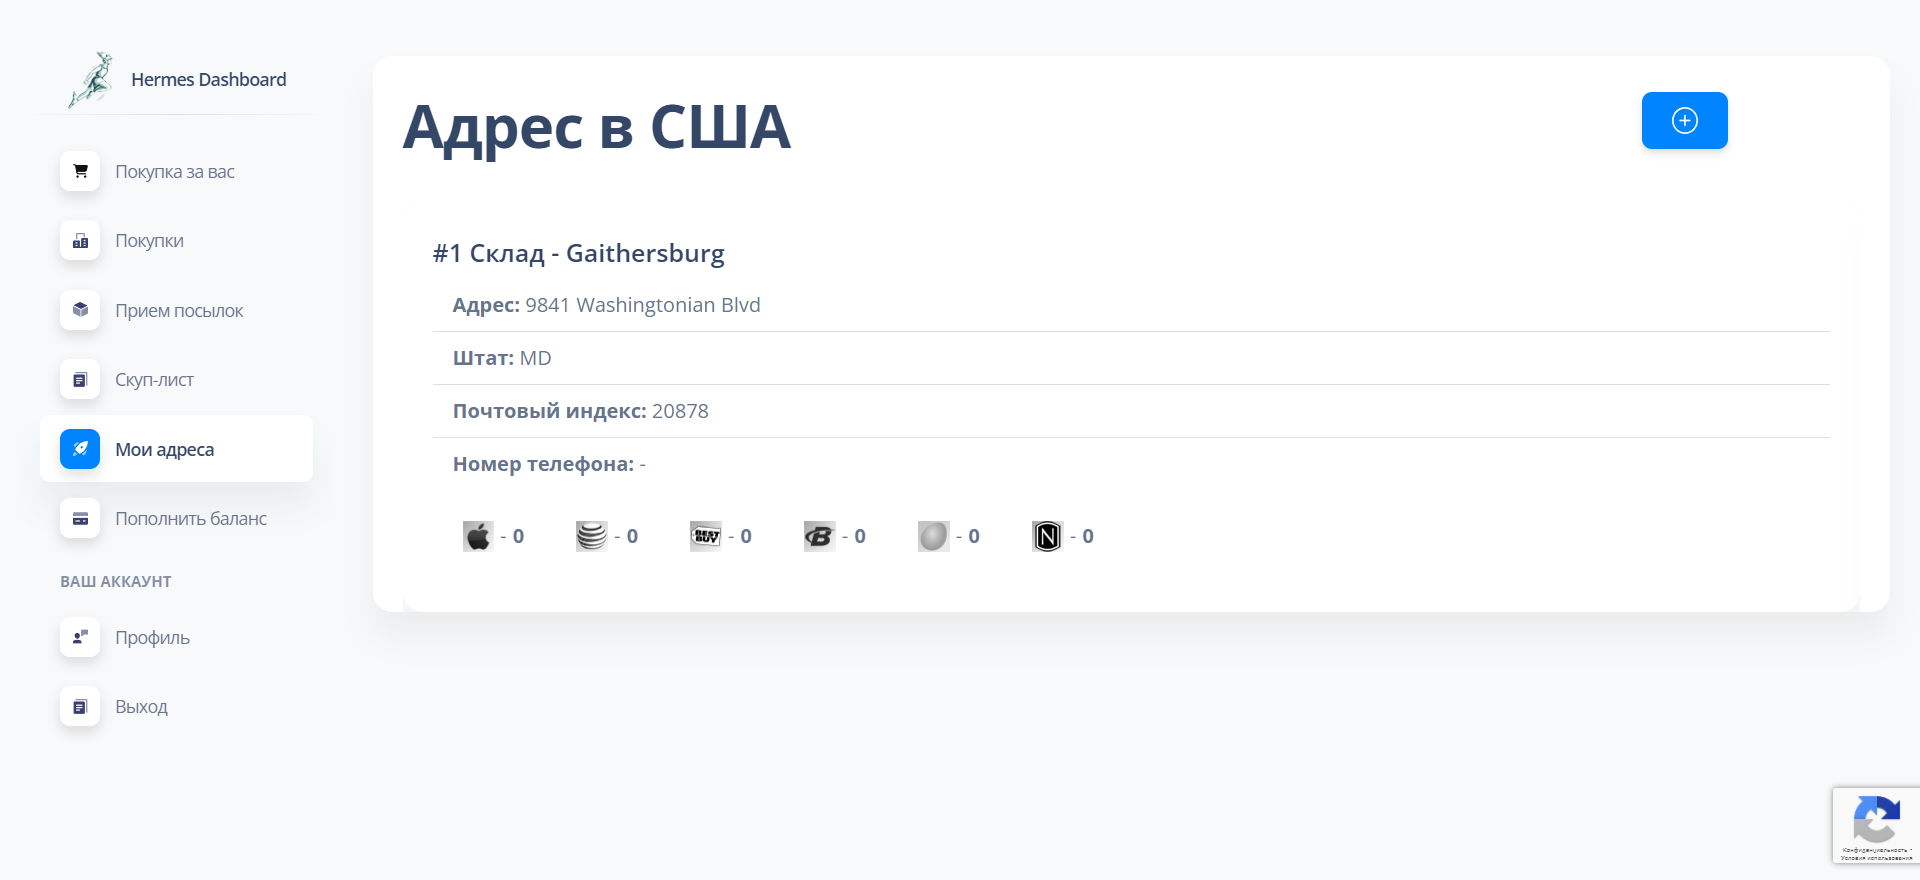 Hermes Dashboard
Покупка за вас
Покупки
Прием посылок
Скуп-лист
Мои адреса
Пополнить баланс
ВАШ АККАУНТ
Профиль
Выход
Адрес в США
#1 Склад - Gaithersburg
Адрес: 9841 Washingtonian Blvd
Штат: MD
Почтовый индекс: 20878
Номер телефона: -
- 0
- 0
BEST BUY - 0
B - 0
- 0
N - 0
Конфиденциальность -
Условия использования